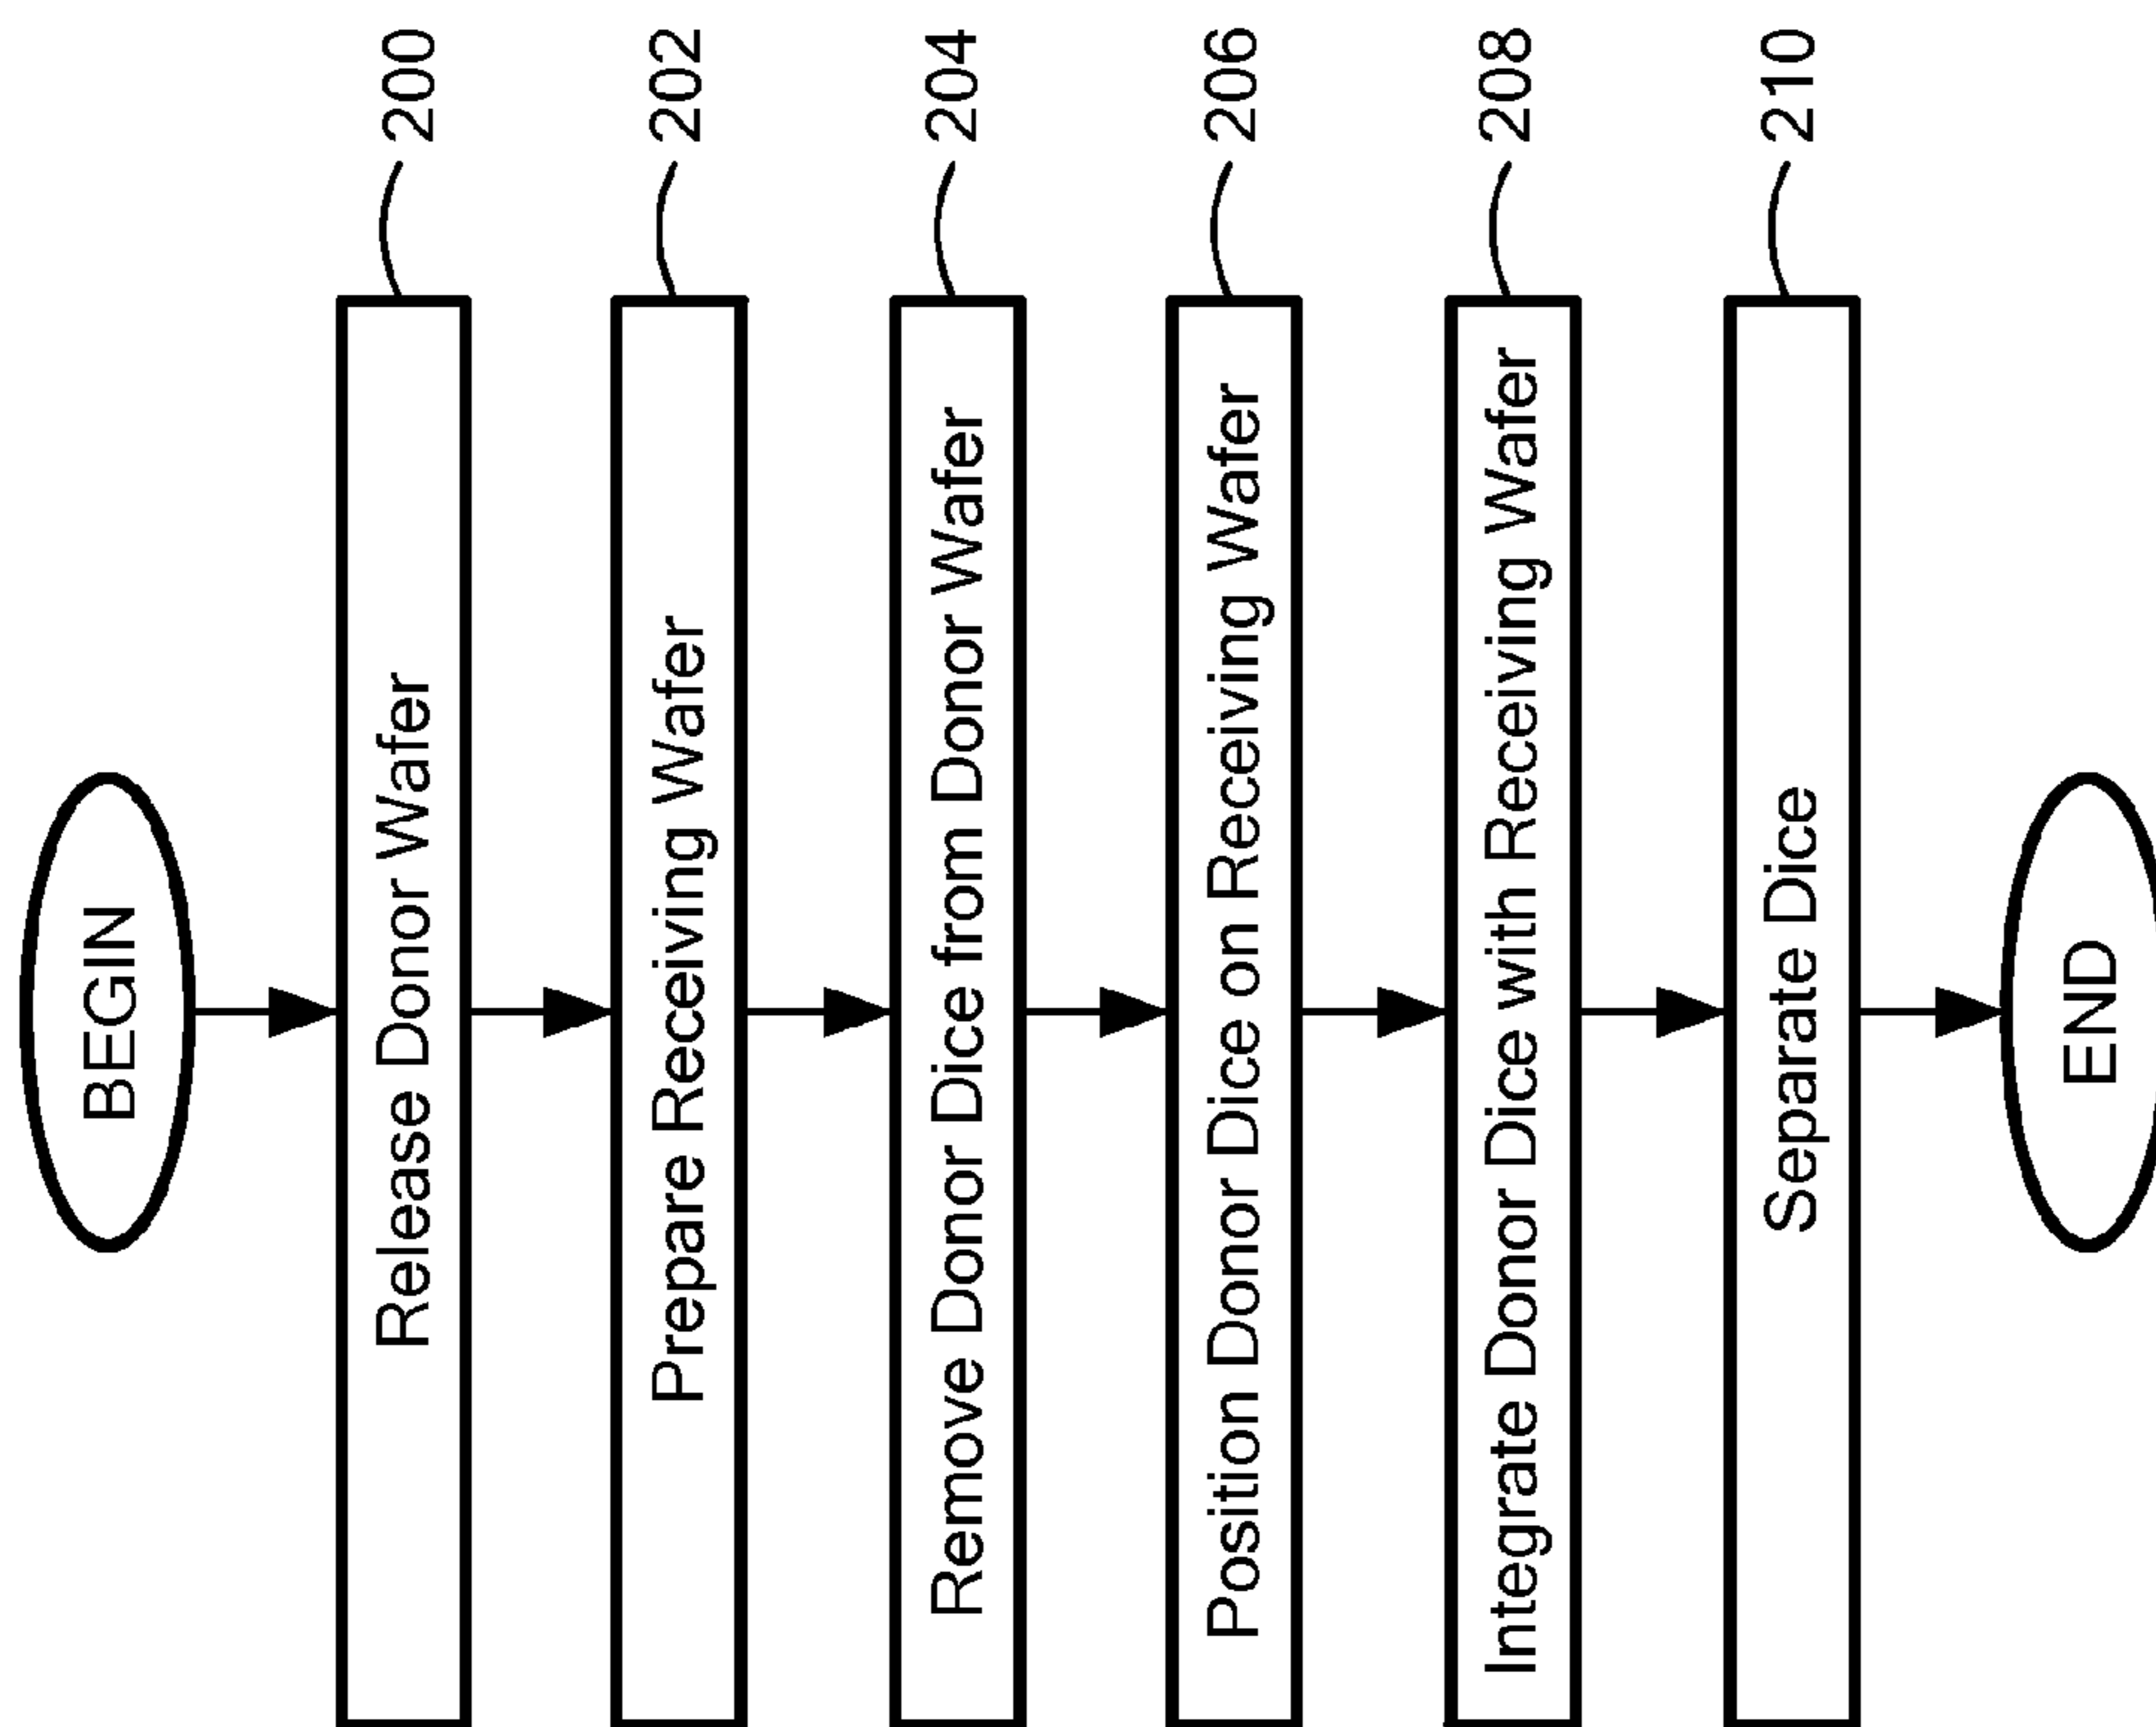 BEGIN
Release Donor Wafer 200
Prepare Receiving Wafer 202
Remove Donor Dice from Donor Wafer 204
Position Donor Dice on Receiving Wafer 206
Integrate Donor Dice with Receiving Wafer 208
Separate Dice 210
END